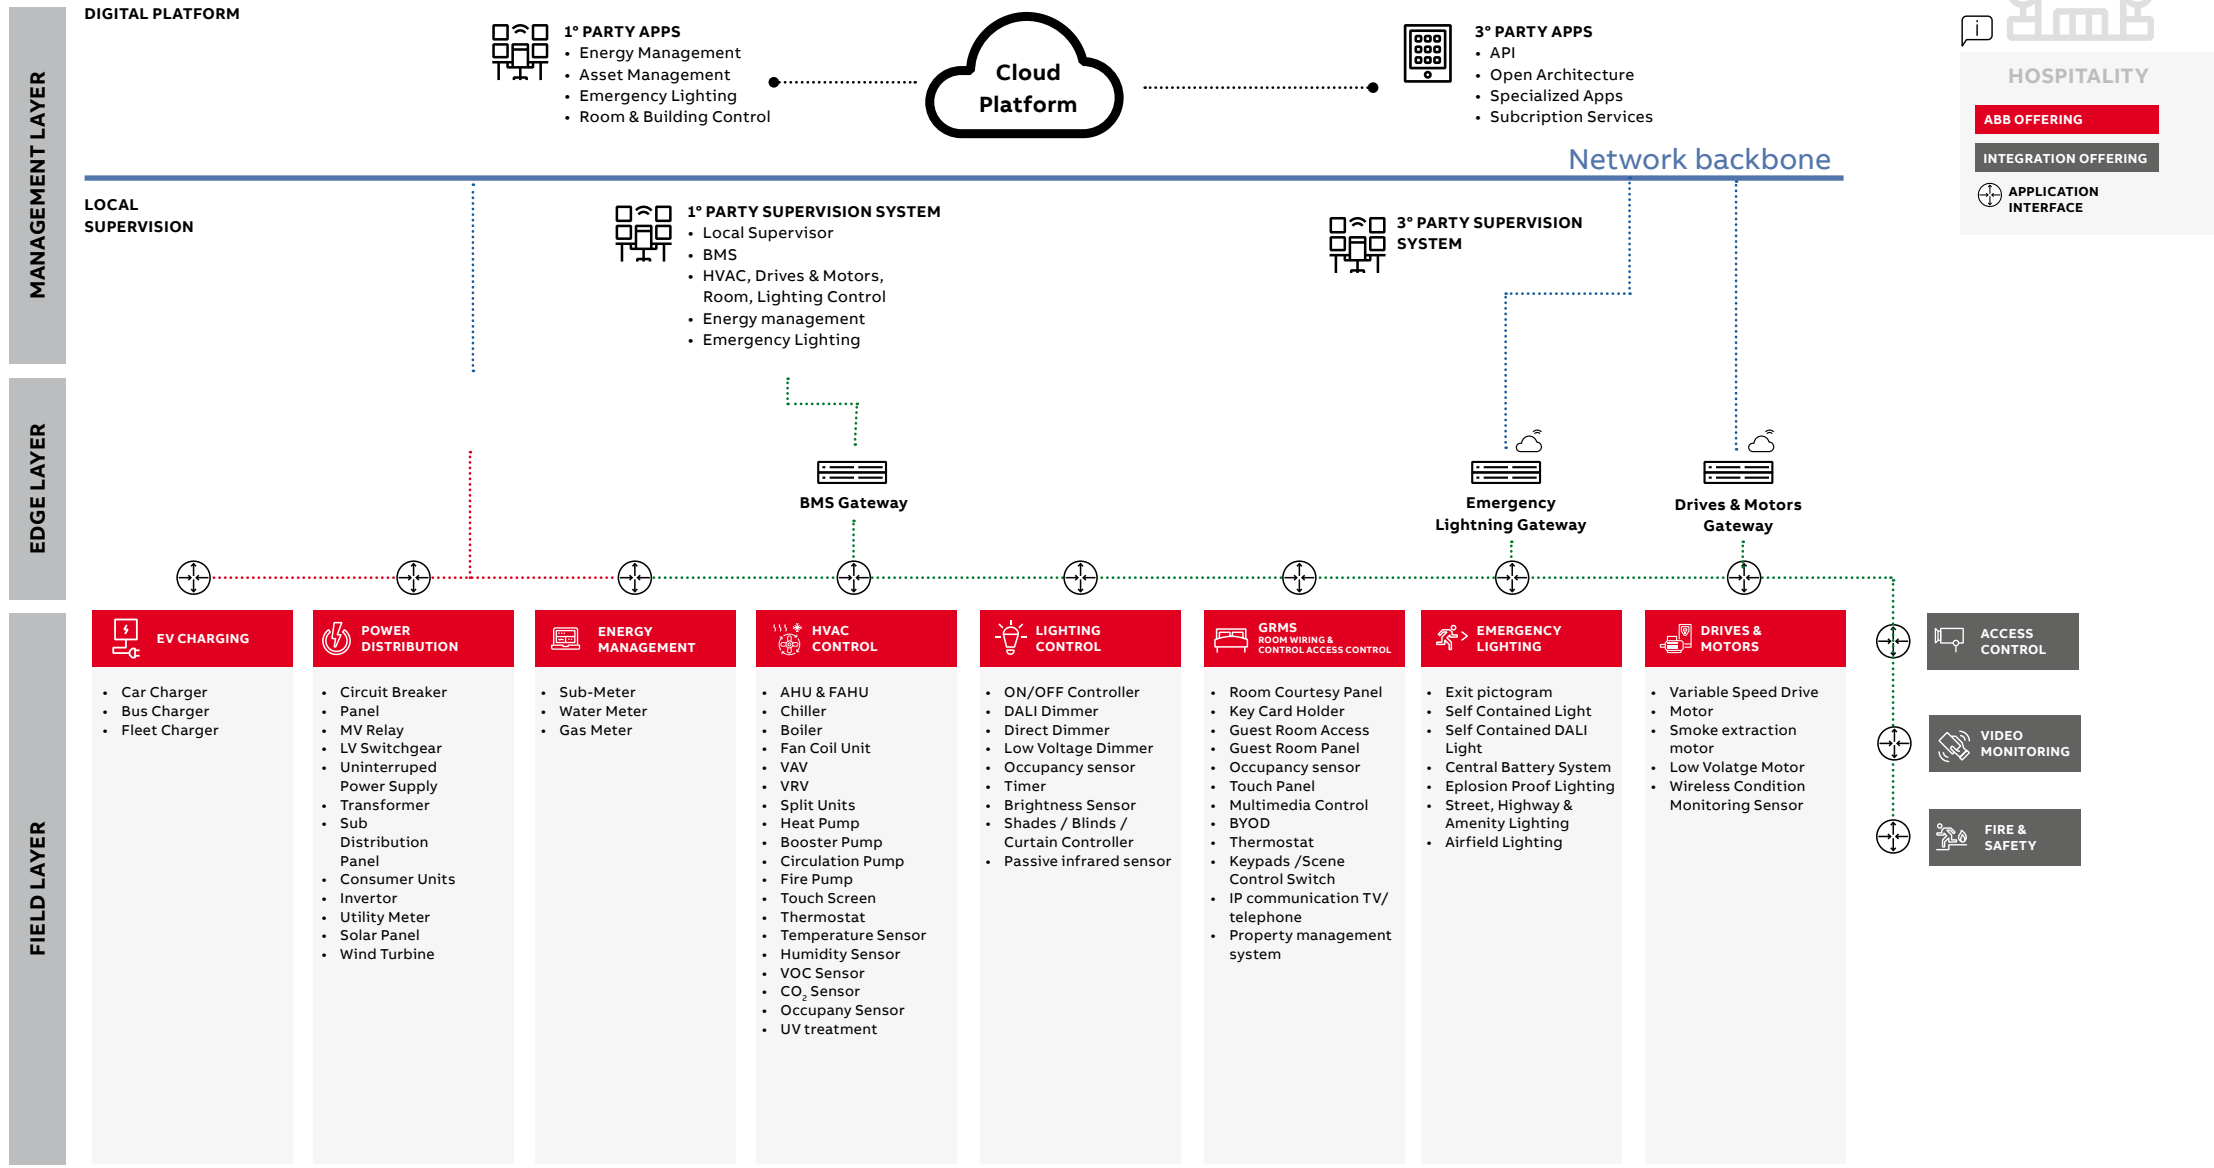 DIGITAL PLATFORM
MANAGEMENT LAYER
1° PARTY APPS
• Energy Management
• Asset Management
• Emergency Lighting
• Room & Building Control
Cloud
Platform
3° PARTY APPS
• API
• Open Architecture
• Specialized Apps
• Subcription Services
i
HOSPITALITY
ABB OFFERING
INTEGRATION OFFERING
APPLICATION
INTERFACE
Network backbone
LOCAL
SUPERVISION
1° PARTY SUPERVISION SYSTEM
• Local Supervisor
• BMS
• HVAC, Drives & Motors,
Room, Lighting Control
• Energy management
• Emergency Lighting
3° PARTY SUPERVISION
SYSTEM
EDGE LAYER
BMS Gateway
Emergency
Lightning Gateway
Drives & Motors
Gateway
FIELD LAYER
EV CHARGING
• Car Charger
• Bus Charger
• Fleet Charger
POWER
DISTRIBUTION
• Circuit Breaker
• Panel
• MV Relay
• LV Switchgear
• Uninterruped
Power Supply
• Transformer
• Sub
Distribution
Panel
• Consumer Units
• Invertor
• Utility Meter
• Solar Panel
• Wind Turbine
ENERGY
MANAGEMENT
• Sub-Meter
• Water Meter
• Gas Meter
HVAC
CONTROL
• AHU & FAHU
• Chiller
• Boiler
• Fan Coil Unit
• VAV
• VRV
• Split Units
• Heat Pump
• Booster Pump
• Circulation Pump
• Fire Pump
• Touch Screen
• Thermostat
• Temperature Sensor
• Humidity Sensor
• VOC Sensor
• CO₂ Sensor
• Occupany Sensor
• UV treatment
LIGHTING
CONTROL
• ON/OFF Controller
• DALI Dimmer
• Direct Dimmer
• Low Voltage Dimmer
• Occupancy sensor
• Timer
• Brightness Sensor
• Shades / Blinds /
Curtain Controller
• Passive infrared sensor
GRMS
ROOM WIRING &
CONTROL ACCESS CONTROL
• Room Courtesy Panel
• Key Card Holder
• Guest Room Access
• Guest Room Panel
• Occupancy sensor
• Touch Panel
• Multimedia Control
• BYOD
• Thermostat
• Keypads /Scene
Control Switch
• IP communication TV/
telephone
• Property management
system
EMERGENCY
LIGHTING
• Exit pictogram
• Self Contained Light
• Self Contained DALI
Light
• Central Battery System
• Eplosion Proof Lighting
• Street, Highway &
Amenity Lighting
• Airfield Lighting
DRIVES &
MOTORS
• Variable Speed Drive
• Motor
• Smoke extraction
motor
• Low Volatge Motor
• Wireless Condition
Monitoring Sensor
ACCESS
CONTROL
VIDEO
MONITORING
FIRE &
SAFETY